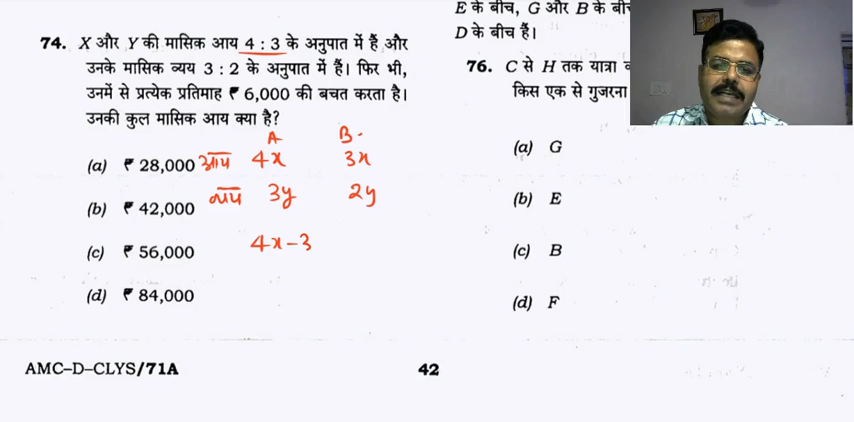 74. X और Y की मासिक आय 4 : 3 के अनुपात में हैं और
उनके मासिक व्यय 3 : 2 के अनुपात में हैं। फिर भी,
उनमें से प्रत्येक प्रतिमाह ₹ 6,000 की बचत करता है।
उनकी कुल मासिक आय क्या है?
A B
(a) ₹ 28,000 आय 4x 3x
(b) ₹ 42,000 व्यय 3y 2y
(c) ₹ 56,000 4x-3
(d) ₹ 84,000
E के बीच, G और B के
D के बीच हैं।
76. C से H तक यात्रा
किस एक से गुजरना
(a) G
(b) E
(c) B
(d) F
AMC-D-CLYS/71A 42